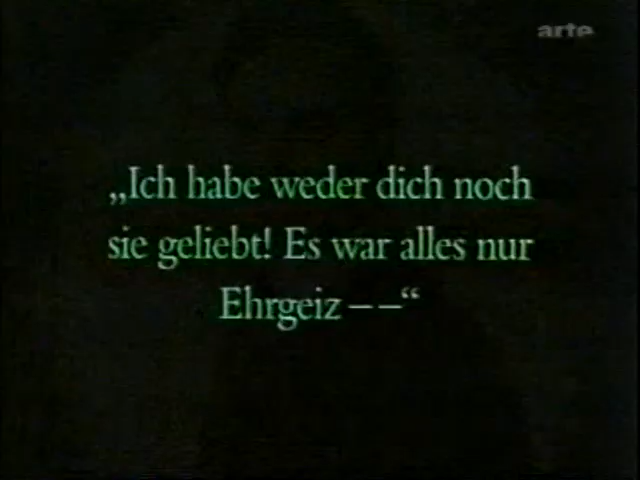 arte
„Ich habe weder dich noch
sie geliebt! Es war alles nur
Ehrgeiz – –“